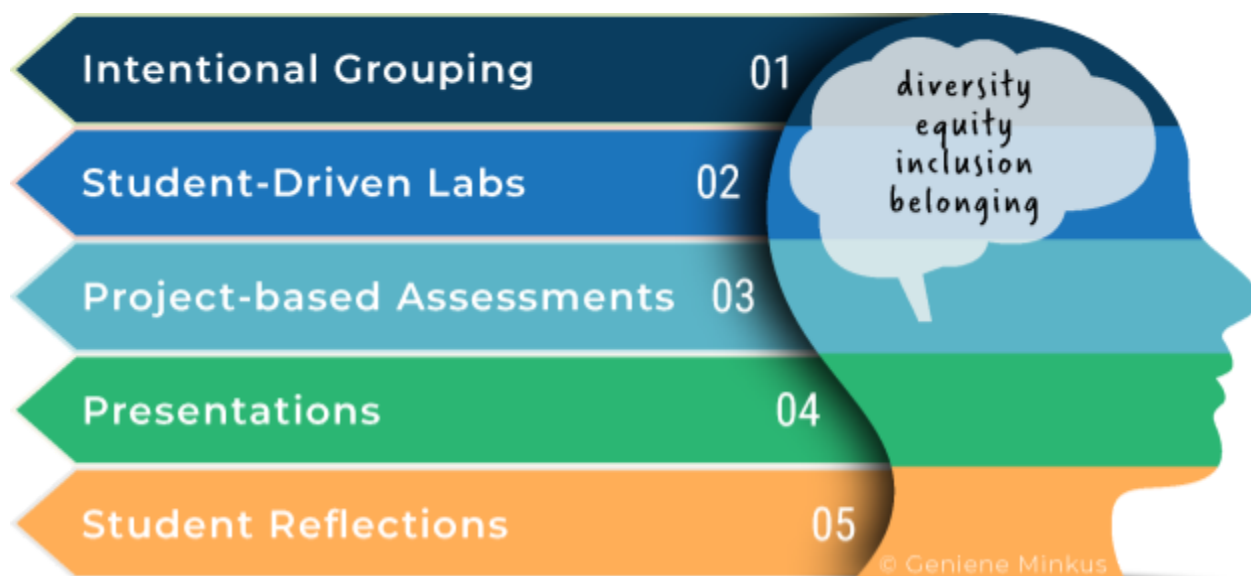 Intentional Grouping 01
Student-Driven Labs 02
Project-based Assessments 03
Presentations 04
Student Reflections 05
diversity
equity
inclusion
belonging
© Geniene Minkus